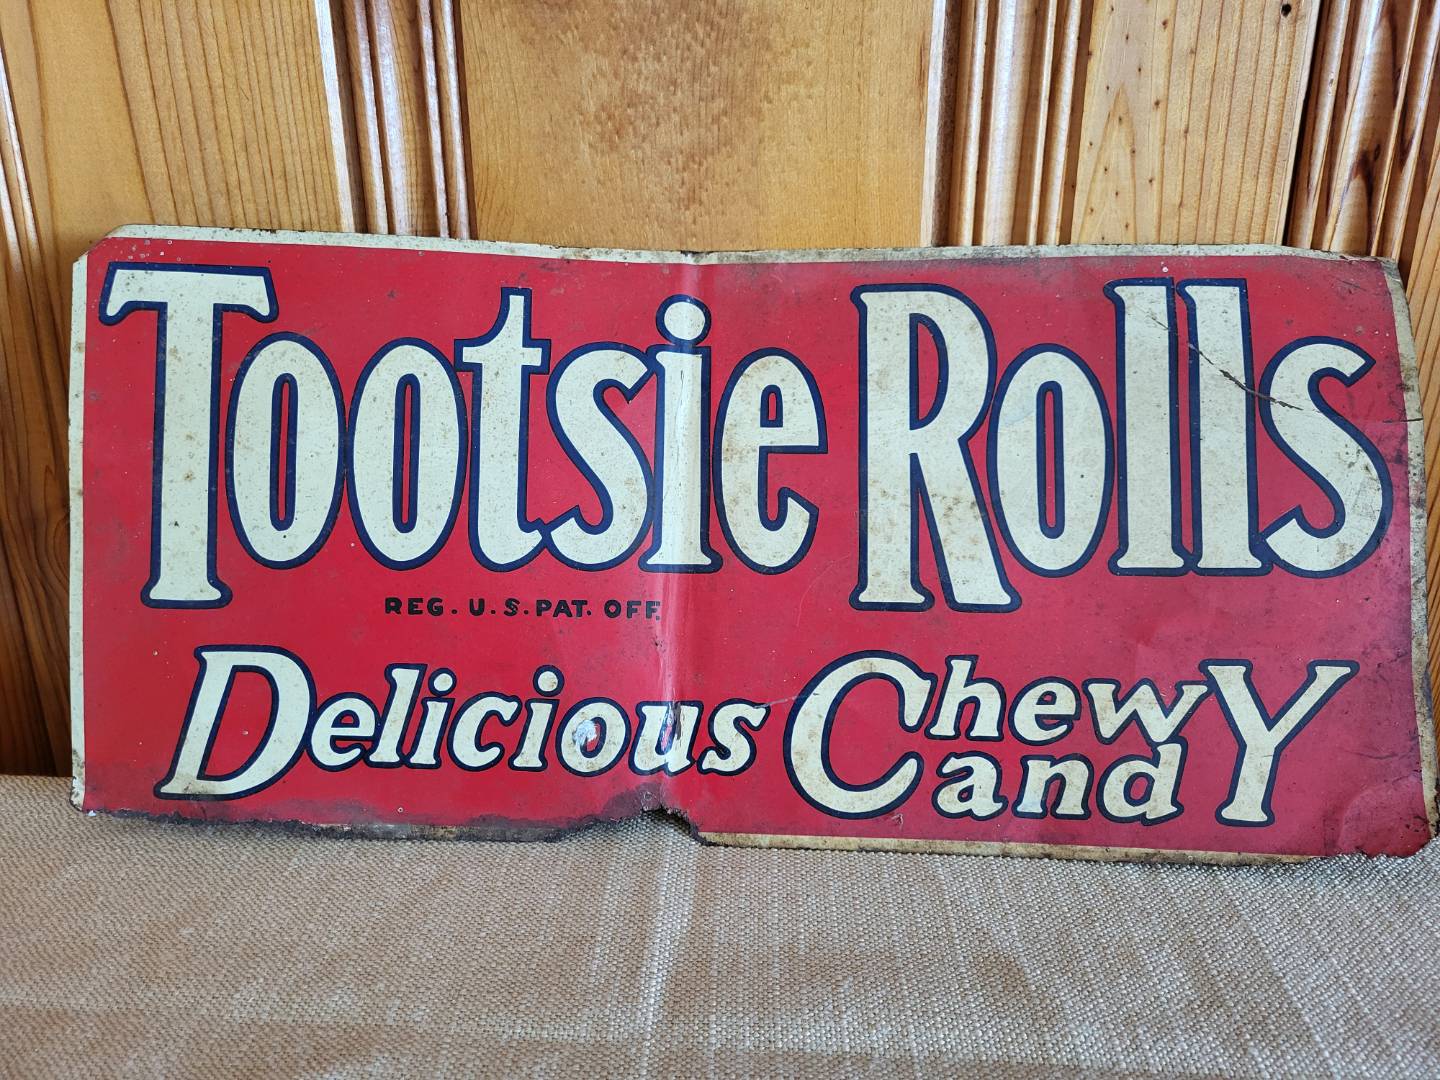 Tootsie Rolls
REG. U.S. PAT. OFF.
Delicious Chewy Candy